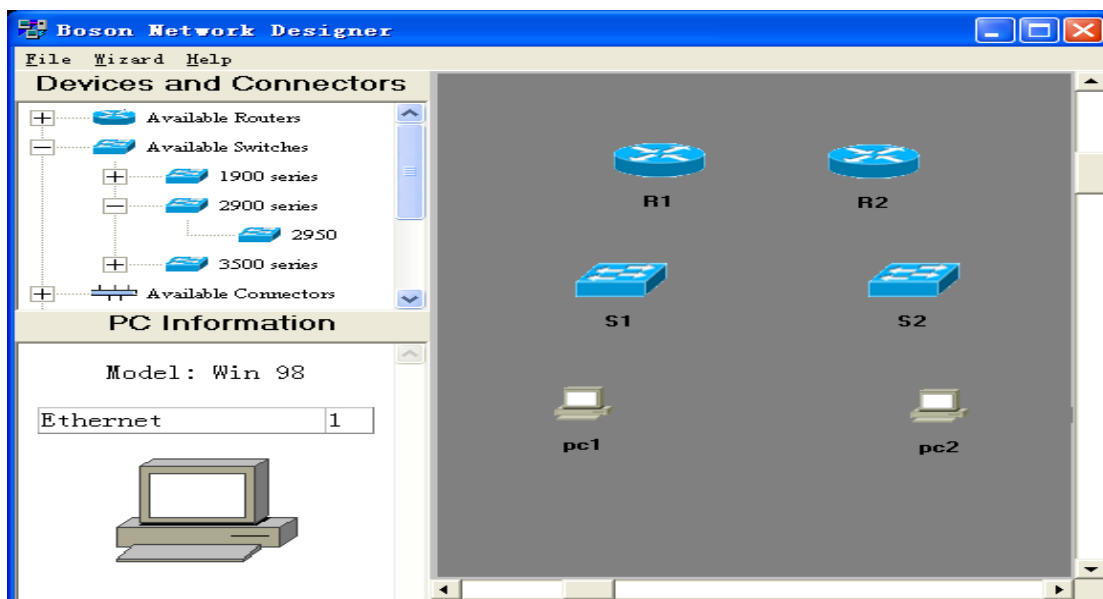 Boson Network Designer
File Wizard Help
Devices and Connectors
Available Routers
Available Switches
1900 series
2900 series
2950
3500 series
Available Connectors
PC Information
Model: Win 98
Ethernet 1
R1 R2
S1 S2
pc1 pc2